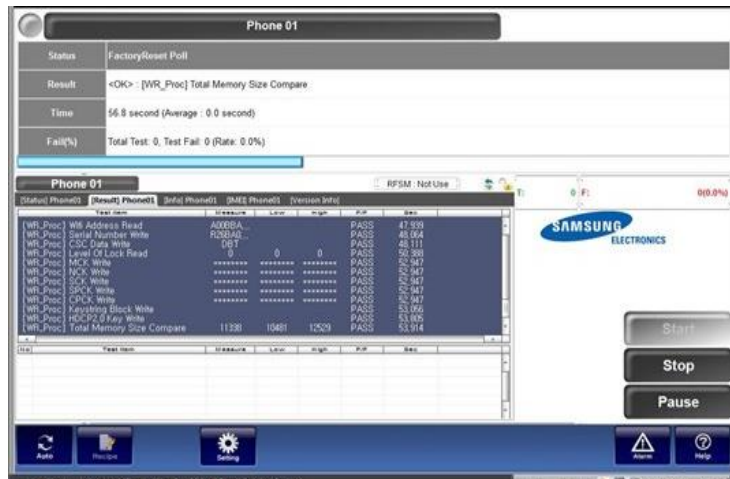 Phone 01
Status FactoryReset Poll
Result <OK> : [WR_Proc] Total Memory Size Compare
Time 56.8 second (Average : 0.0 second)
Fail(%) Total Test: 0, Test Fail: 0 (Rate: 0.0%)
Phone 01 RFSM : Not Use T: 0 F: 0(0.0%)
[Status] Phone01 [Result] Phone01 [Info] Phone01 [IMEI] Phone01 [Version Info]
Test Item Measure Low High P/F Sec
[WR_Proc] Wifi Address Read A00BBA... PASS 47,939
[WR_Proc] Serial Number Write R26BAG... PASS 48,064
[WR_Proc] CSC Data Write DBT PASS 48,111
[WR_Proc] Level Of Lock Read 0 0 0 PASS 50,388
[WR_Proc] MCK Write ******** ******** ******** PASS 52,947
[WR_Proc] NCK Write ******** ******** ******** PASS 52,947
[WR_Proc] SCK Write ******** ******** ******** PASS 52,947
[WR_Proc] SPCK Write ******** ******** ******** PASS 52,947
[WR_Proc] CPCK Write ******** ******** ******** PASS 52,947
[WR_Proc] Keystring Block Write PASS 53,056
[WR_Proc] HDCP2.0 Key Write PASS 53,805
[WR_Proc] Total Memory Size Compare 11338 10481 12529 PASS 53,914
SAMSUNG
ELECTRONICS
No Test Item Measure Low High P/F Sec
Start
Stop
Pause
Auto Recipe Setting Alarm Help